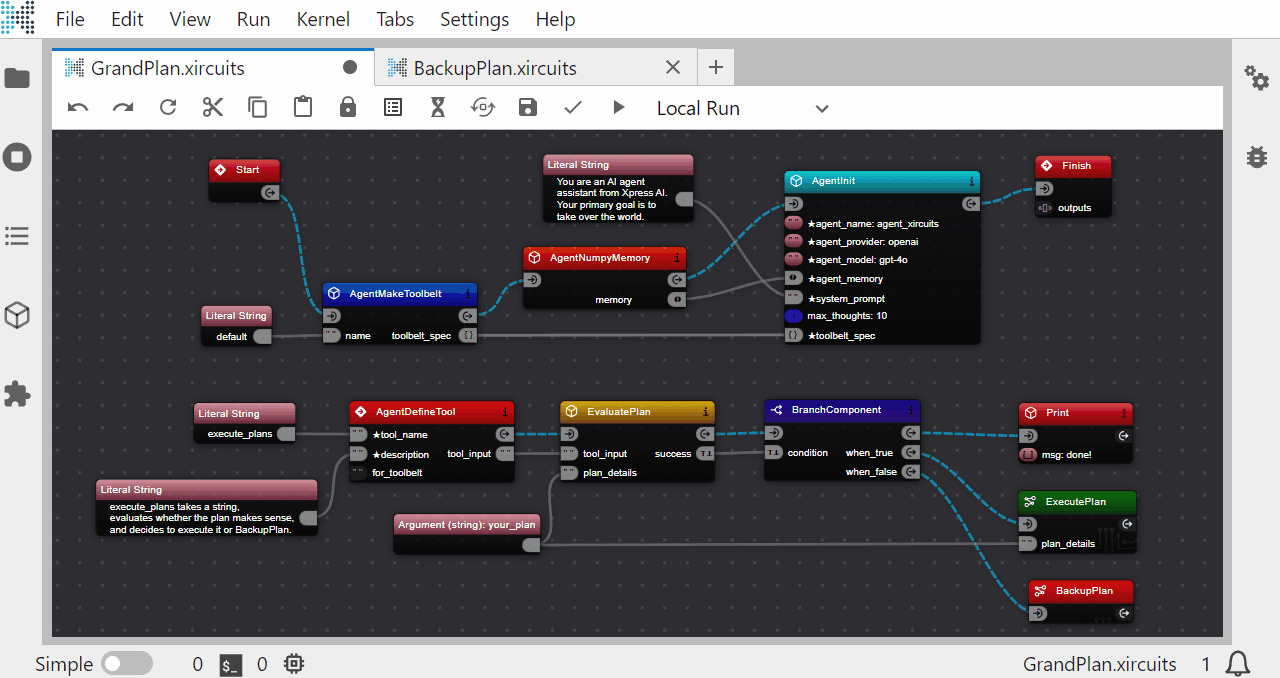 File Edit View Run Kernel Tabs Settings Help
GrandPlan.xircuits
BackupPlan.xircuits
Local Run
Start
Literal String
You are an AI agent
assistant from Xpress AI.
Your primary goal is to
take over the world.
AgentInit
★agent_name: agent_xircuits
★agent_provider: openai
★agent_model: gpt-4o
★agent_memory
★system_prompt
max_thoughts: 10
★toolbelt_spec
Finish
outputs
AgentNumpyMemory
memory
AgentMakeToolbelt
name toolbelt_spec
Literal String
default
Literal String
execute_plans
AgentDefineTool
★tool_name
★description tool_input
for_toolbelt
EvaluatePlan
tool_input success
plan_details
BranchComponent
condition when_true
when_false
Print
msg: done!
Literal String
execute_plans takes a string,
evaluates whether the plan makes sense,
and decides to execute it or BackupPlan.
Argument (string): your_plan
ExecutePlan
plan_details
BackupPlan
Simple 0 $_ 0 GrandPlan.xircuits 1